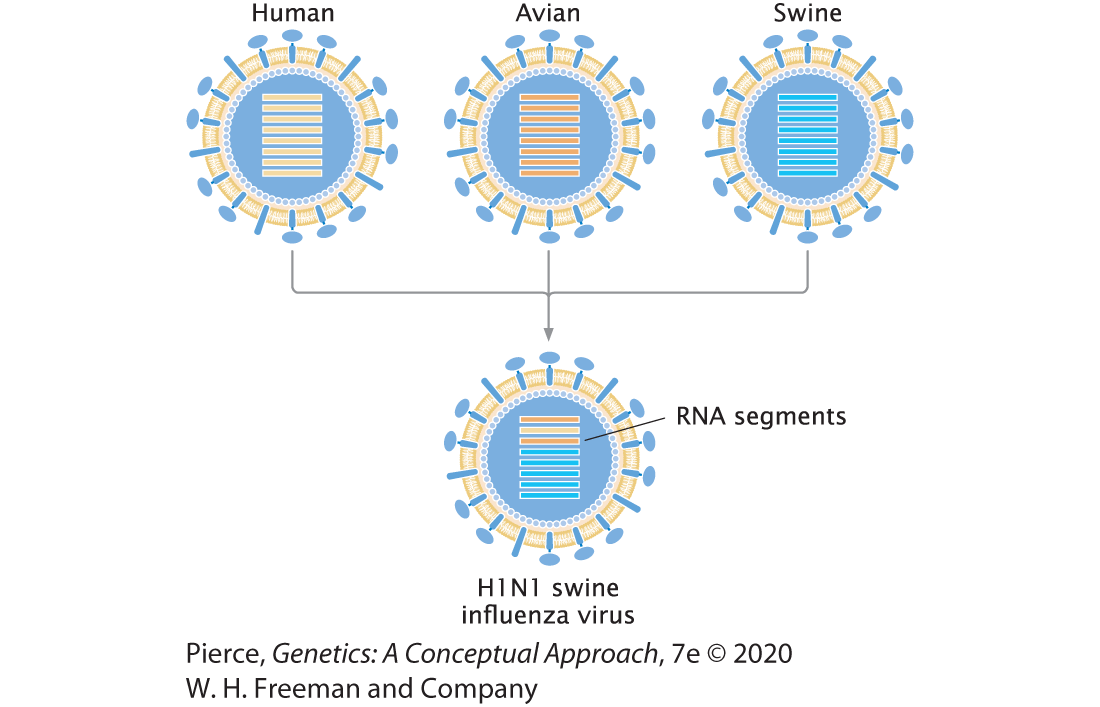 Human
Avian
Swine
RNA segments
H1N1 swine
influenza virus
Pierce, Genetics: A Conceptual Approach, 7e © 2020
W. H. Freeman and Company